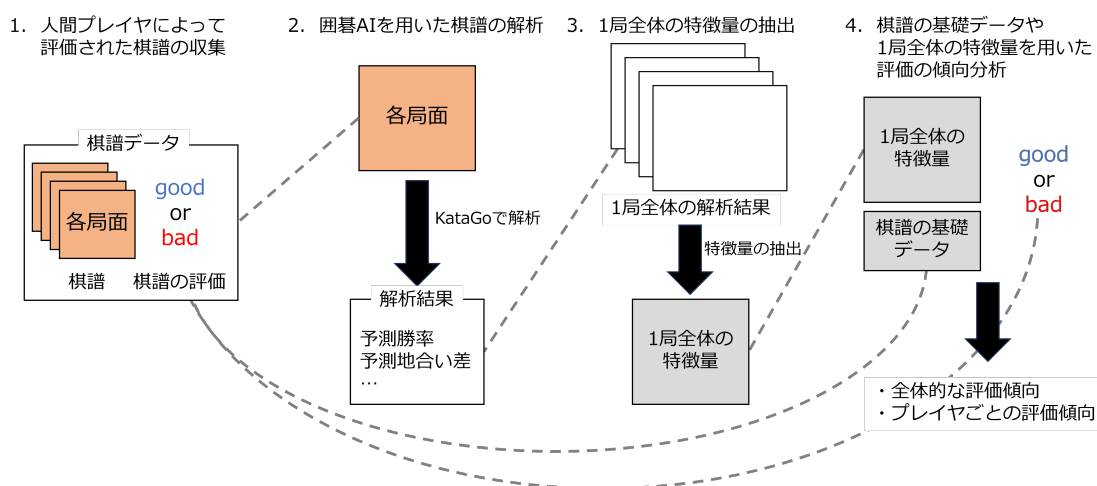 1. 人間プレイヤによって
評価された棋譜の収集
棋譜データ
各局面
good
or
bad
棋譜
棋譜の評価
2. 囲碁AIを用いた棋譜の解析
各局面
KataGoで解析
解析結果
予測勝率
予測地合い差
…
3. 1局全体の特徴量の抽出
1局全体の解析結果
特徴量の抽出
1局全体の
特徴量
4. 棋譜の基礎データや
1局全体の特徴量を用いた
評価の傾向分析
1局全体の
特徴量
good
or
bad
棋譜の基礎
データ
・全体的な評価傾向
・プレイヤごとの評価傾向